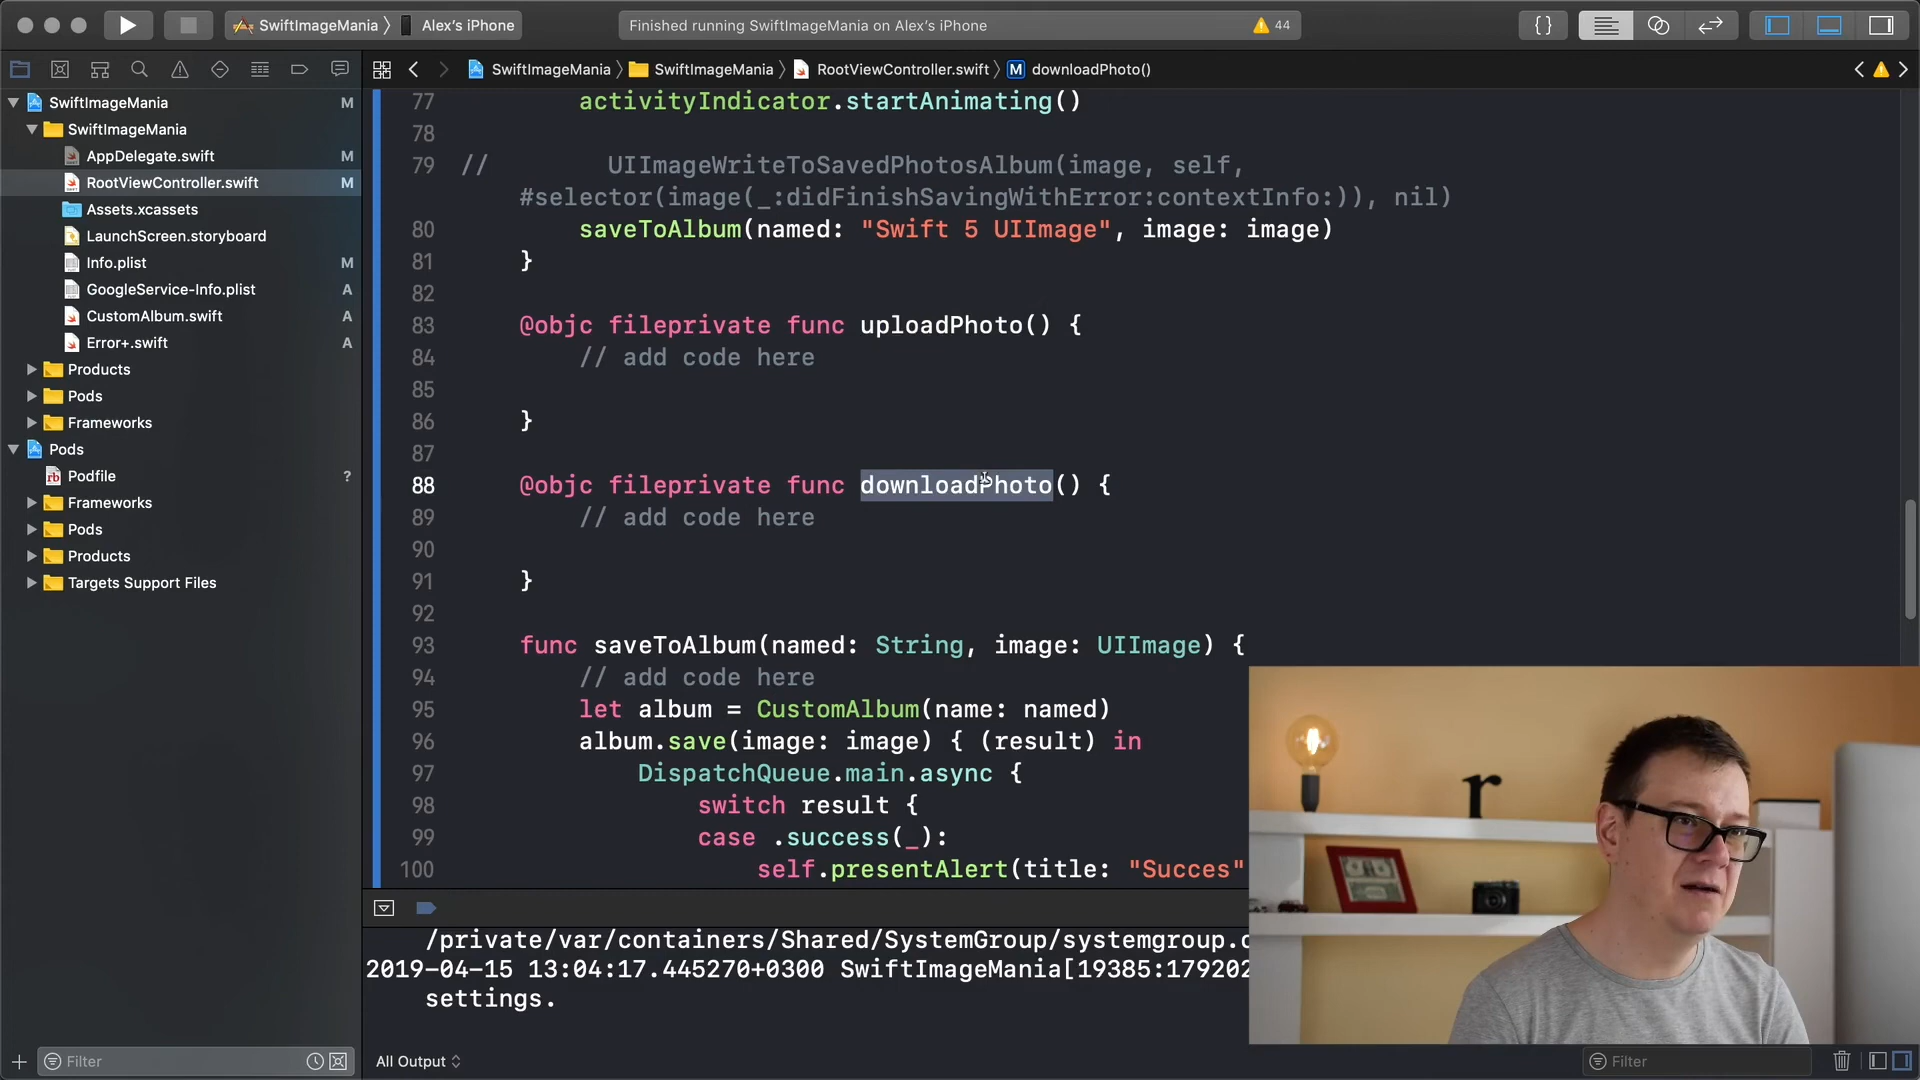 SwiftImageMania
Alex's iPhone
Finished running SwiftImageMania on Alex's iPhone
44
SwiftImageMania
SwiftImageMania
RootViewController.swift
M
downloadPhoto()
SwiftImageMania M
SwiftImageMania
AppDelegate.swift M
RootViewController.swift M
Assets.xcassets
LaunchScreen.storyboard
Info.plist M
GoogleService-Info.plist A
CustomAlbum.swift A
Error+.swift A
Products
Pods
Frameworks
Pods
rb Podfile ?
Frameworks
Pods
Products
Targets Support Files
77 activityIndicator.startAnimating()
78
79 // UIImageWriteToSavedPhotosAlbum(image, self,
#selector(image(_:didFinishSavingWithError:contextInfo:)), nil)
80 saveToAlbum(named: "Swift 5 UIImage", image: image)
81 }
82
83 @objc fileprivate func uploadPhoto() {
84 // add code here
85
86 }
87
88 @objc fileprivate func downloadPhoto() {
89 // add code here
90
91 }
92
93 func saveToAlbum(named: String, image: UIImage) {
94 // add code here
95 let album = CustomAlbum(name: named)
96 album.save(image: image) { (result) in
97 DispatchQueue.main.async {
98 switch result {
99 case .success(_):
100 self.presentAlert(title: "Succes"
/private/var/containers/Shared/SystemGroup/systemgroup.c
2019-04-15 13:04:17.445270+0300 SwiftImageMania[19385:179202
settings.
Filter
All Output
Filter
r